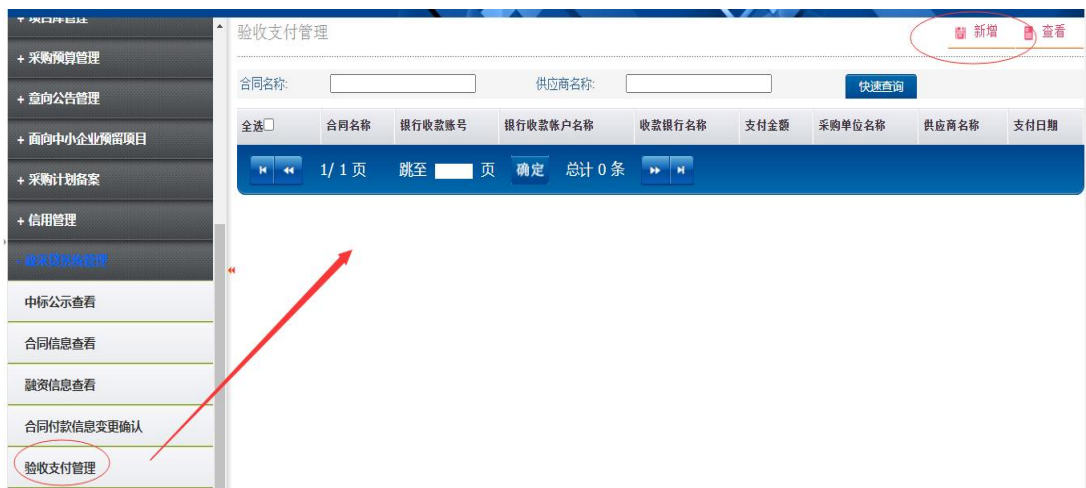 + 采购预算管理
+ 意向公告管理
+ 面向中小企业预留项目
+ 采购计划备案
+ 信用管理
中标公示查看
合同信息查看
融资信息查看
合同付款信息变更确认
验收支付管理
验收支付管理
新增 查看
合同名称: 供应商名称: 快速查询
全选 合同名称 银行收款账号 银行收款帐户名称 收款银行名称 支付金额 采购单位名称 供应商名称 支付日期
1/ 1 页 跳至 页 确定 总计 0 条